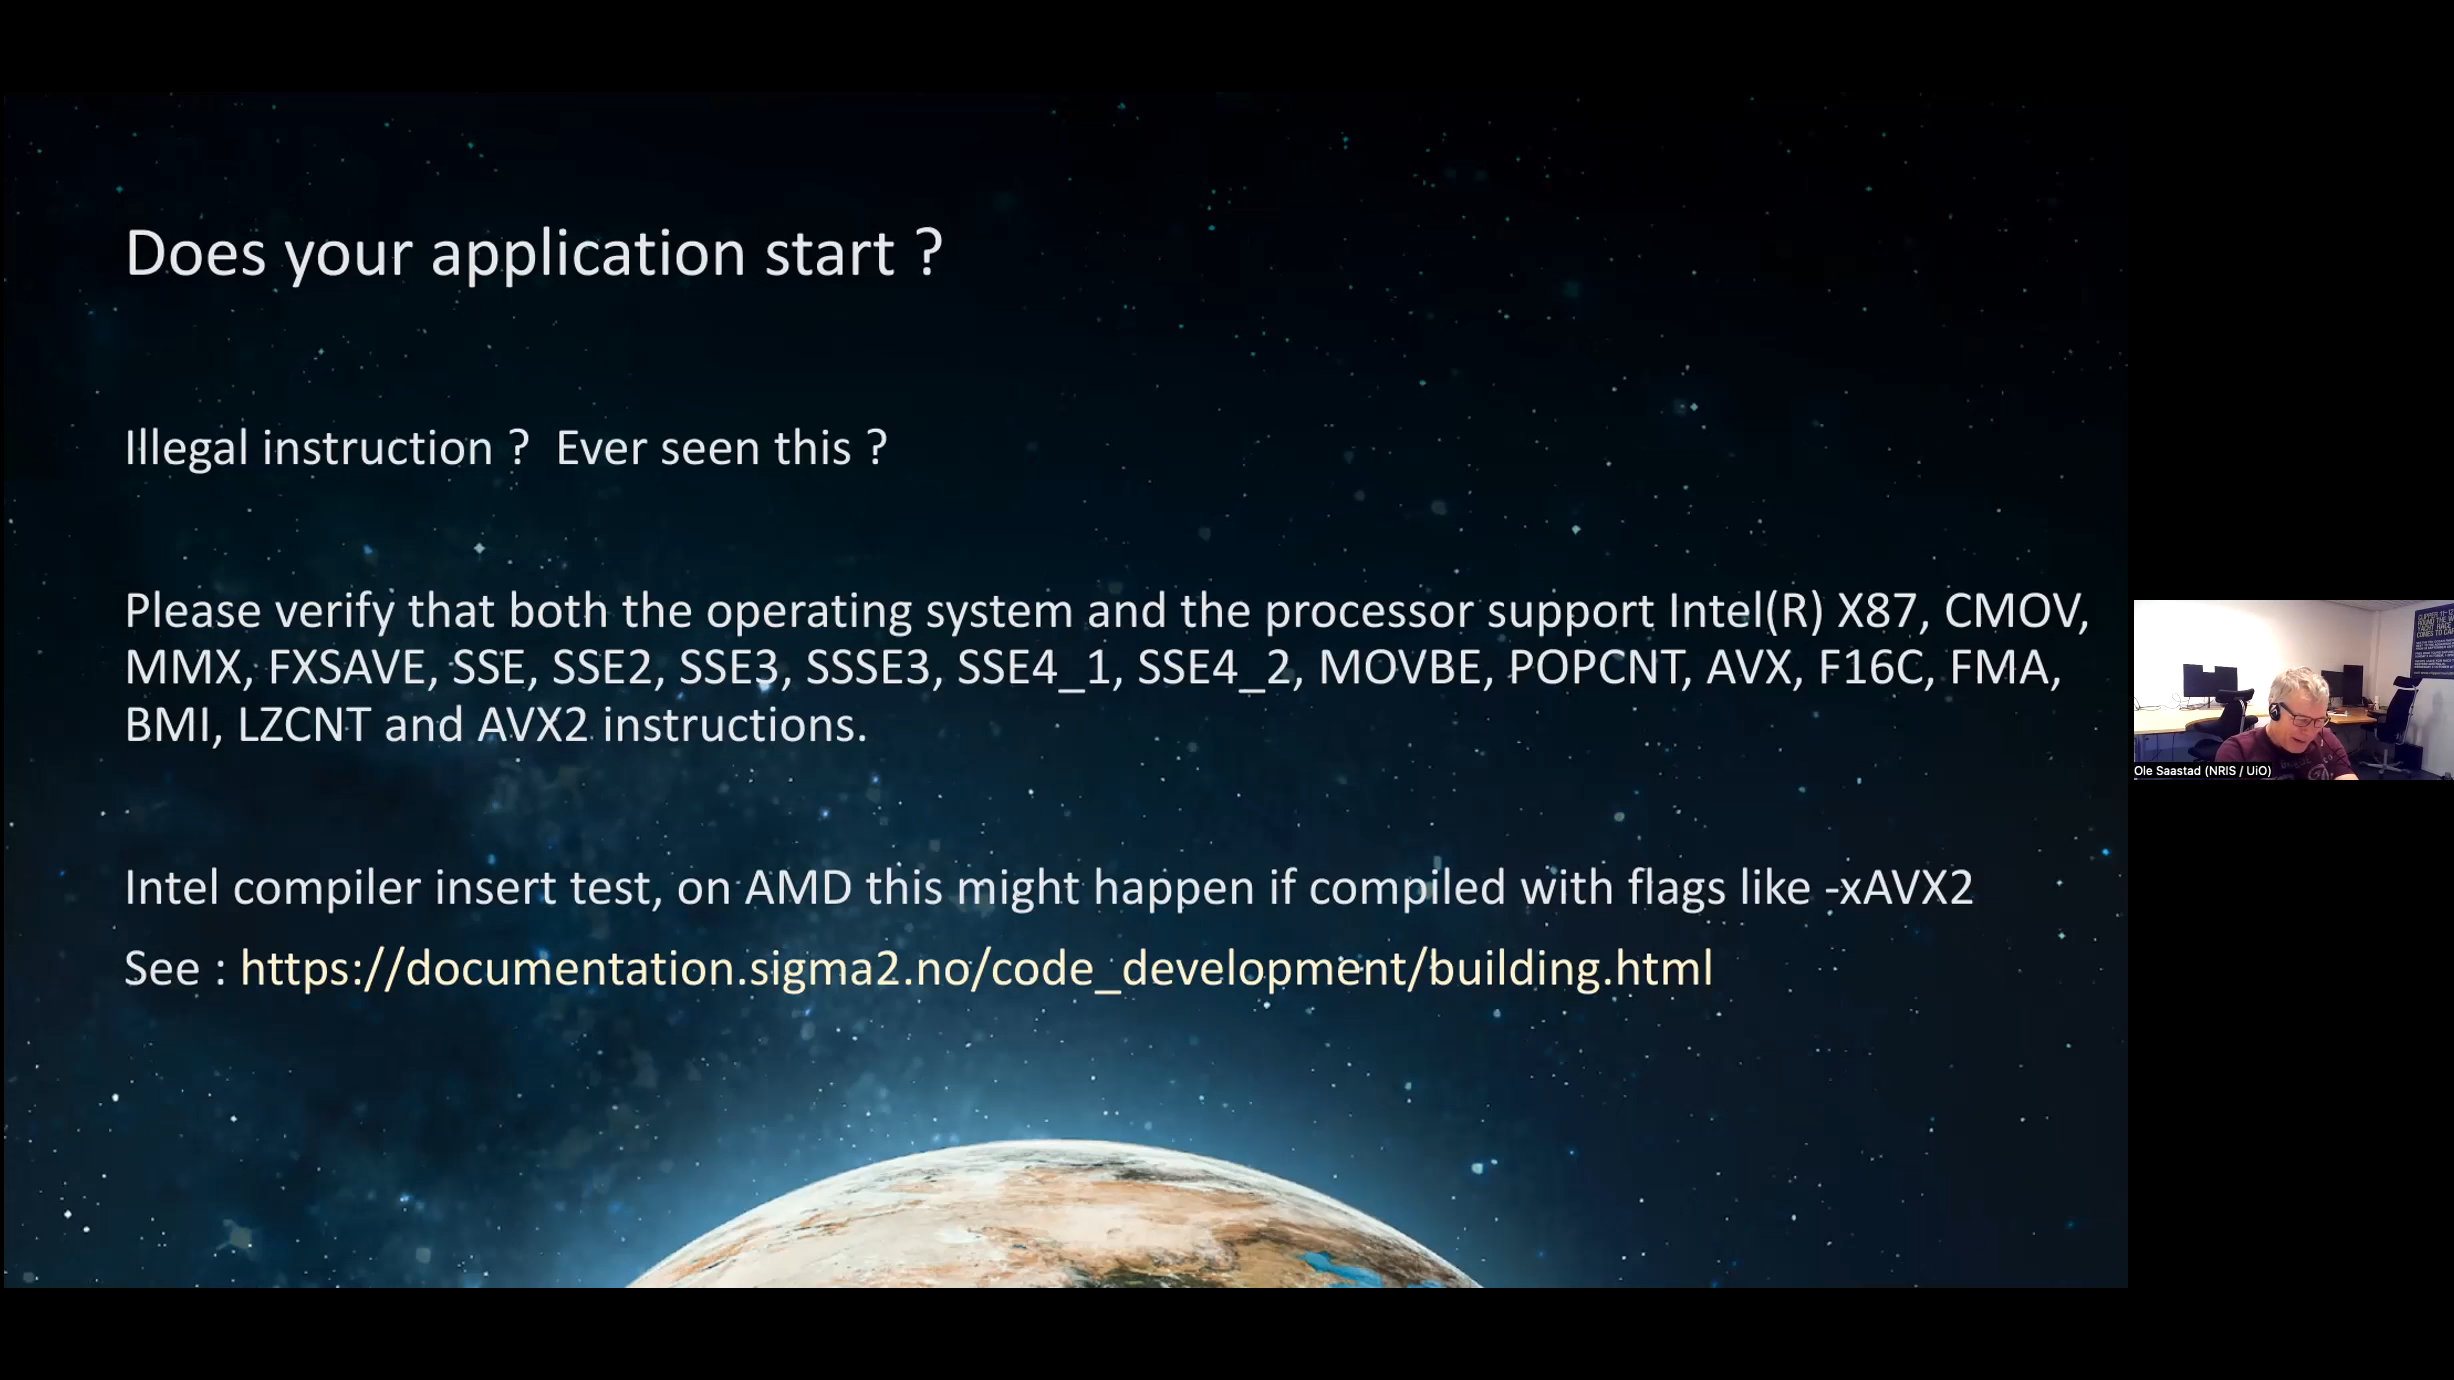 Does your application start ?
Illegal instruction ?  Ever seen this ?
Please verify that both the operating system and the processor support Intel(R) X87, CMOV,
MMX, FXSAVE, SSE, SSE2, SSE3, SSSE3, SSE4_1, SSE4_2, MOVBE, POPCNT, AVX, F16C, FMA,
BMI, LZCNT and AVX2 instructions.
Intel compiler insert test, on AMD this might happen if compiled with flags like -xAVX2
See : https://documentation.sigma2.no/code_development/building.html
Ole Saastad (NRIS / UiO)